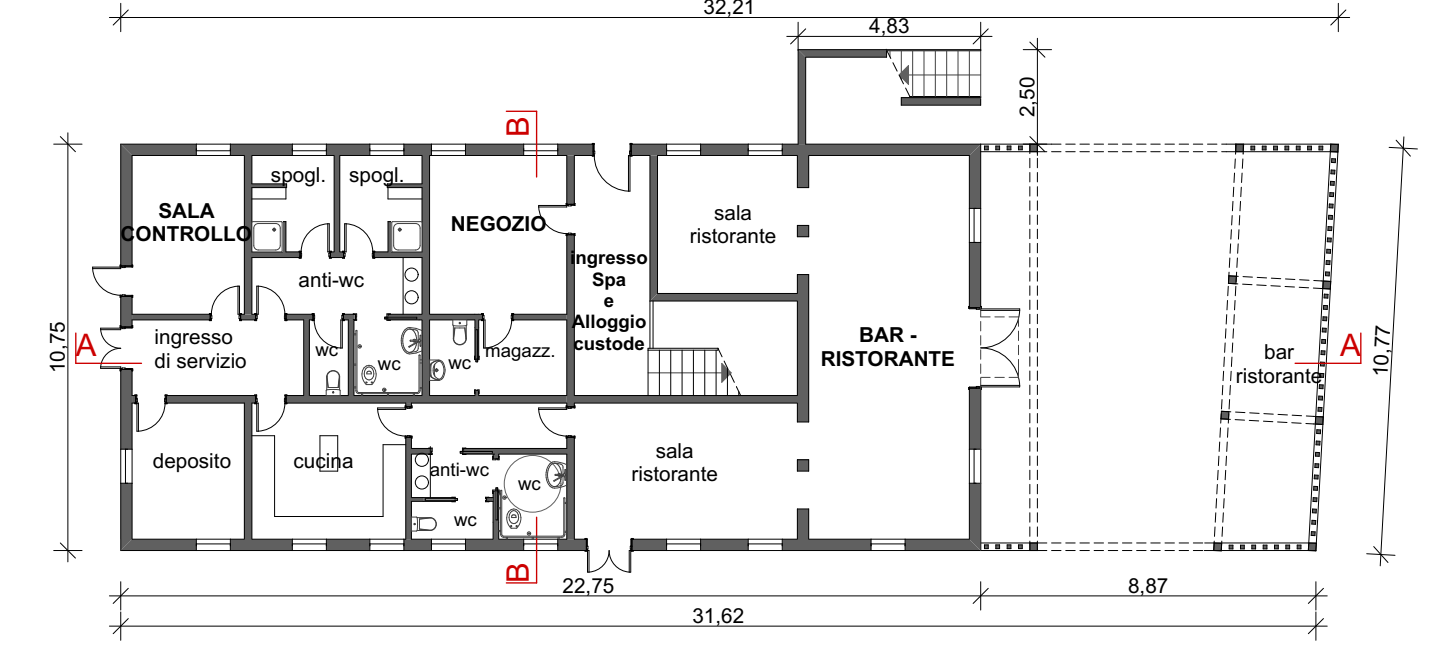 32,21
4,83
2,50
B
spogl.
spogl.
SALA
CONTROLLO
NEGOZIO
sala
ristorante
ingresso
Spa
e
Alloggio
custode
anti-wc
10,75
A
ingresso
di servizio
wc
wc
wc
magazz.
BAR -
RISTORANTE
bar
ristorante
A
10,77
deposito
cucina
anti-wc
wc
wc
sala
ristorante
B
22,75
8,87
31,62